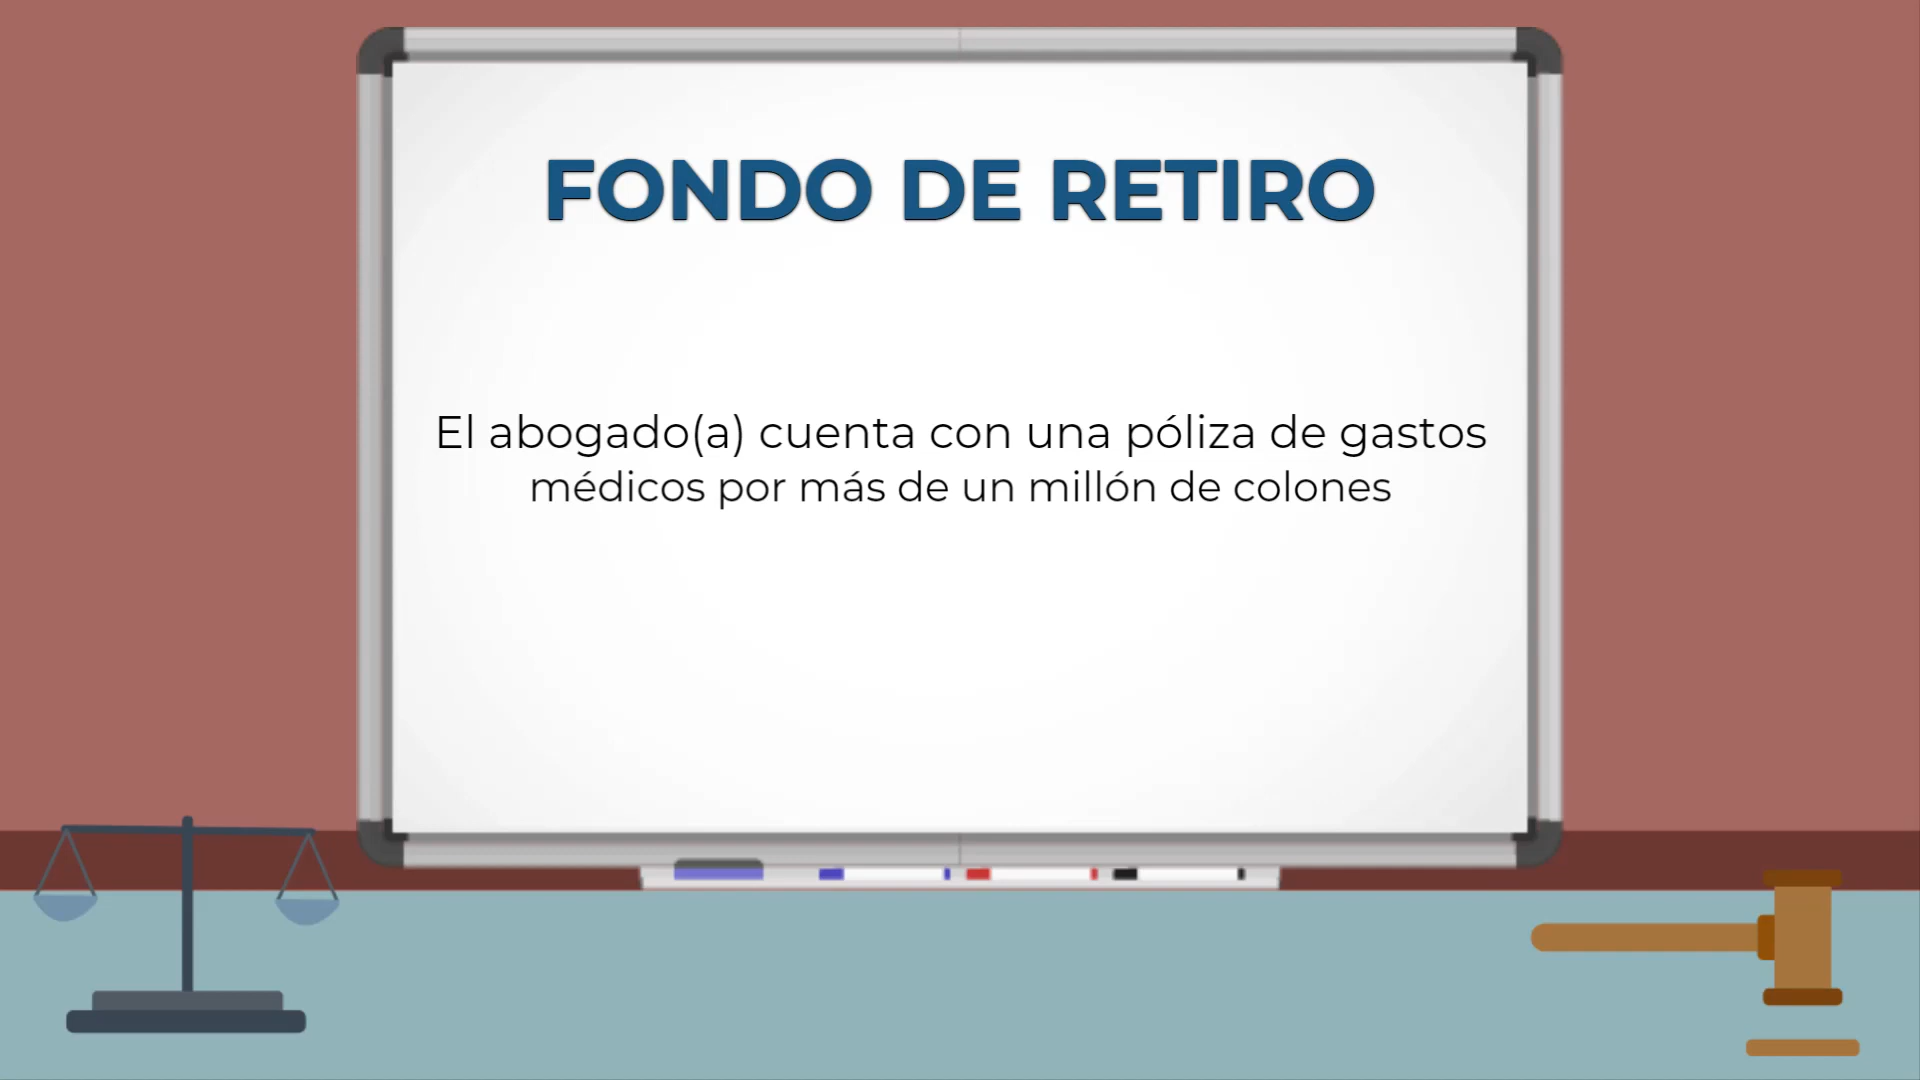 FONDO DE RETIRO
El abogado(a) cuenta con una póliza de gastos
médicos por más de un millón de colones